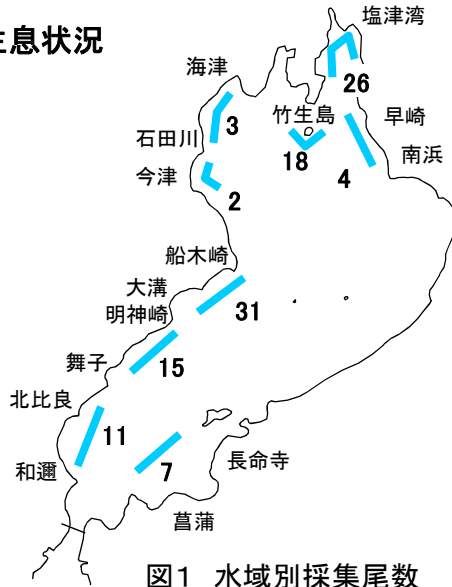 生息状況
塩津湾
海津
26
3
竹生島
早崎
石田川
18
南浜
今津
4
2
船木崎
大溝
31
明神崎
舞子
15
北比良
11
7
長命寺
和邇
菖蒲
図1 水域別採集尾数